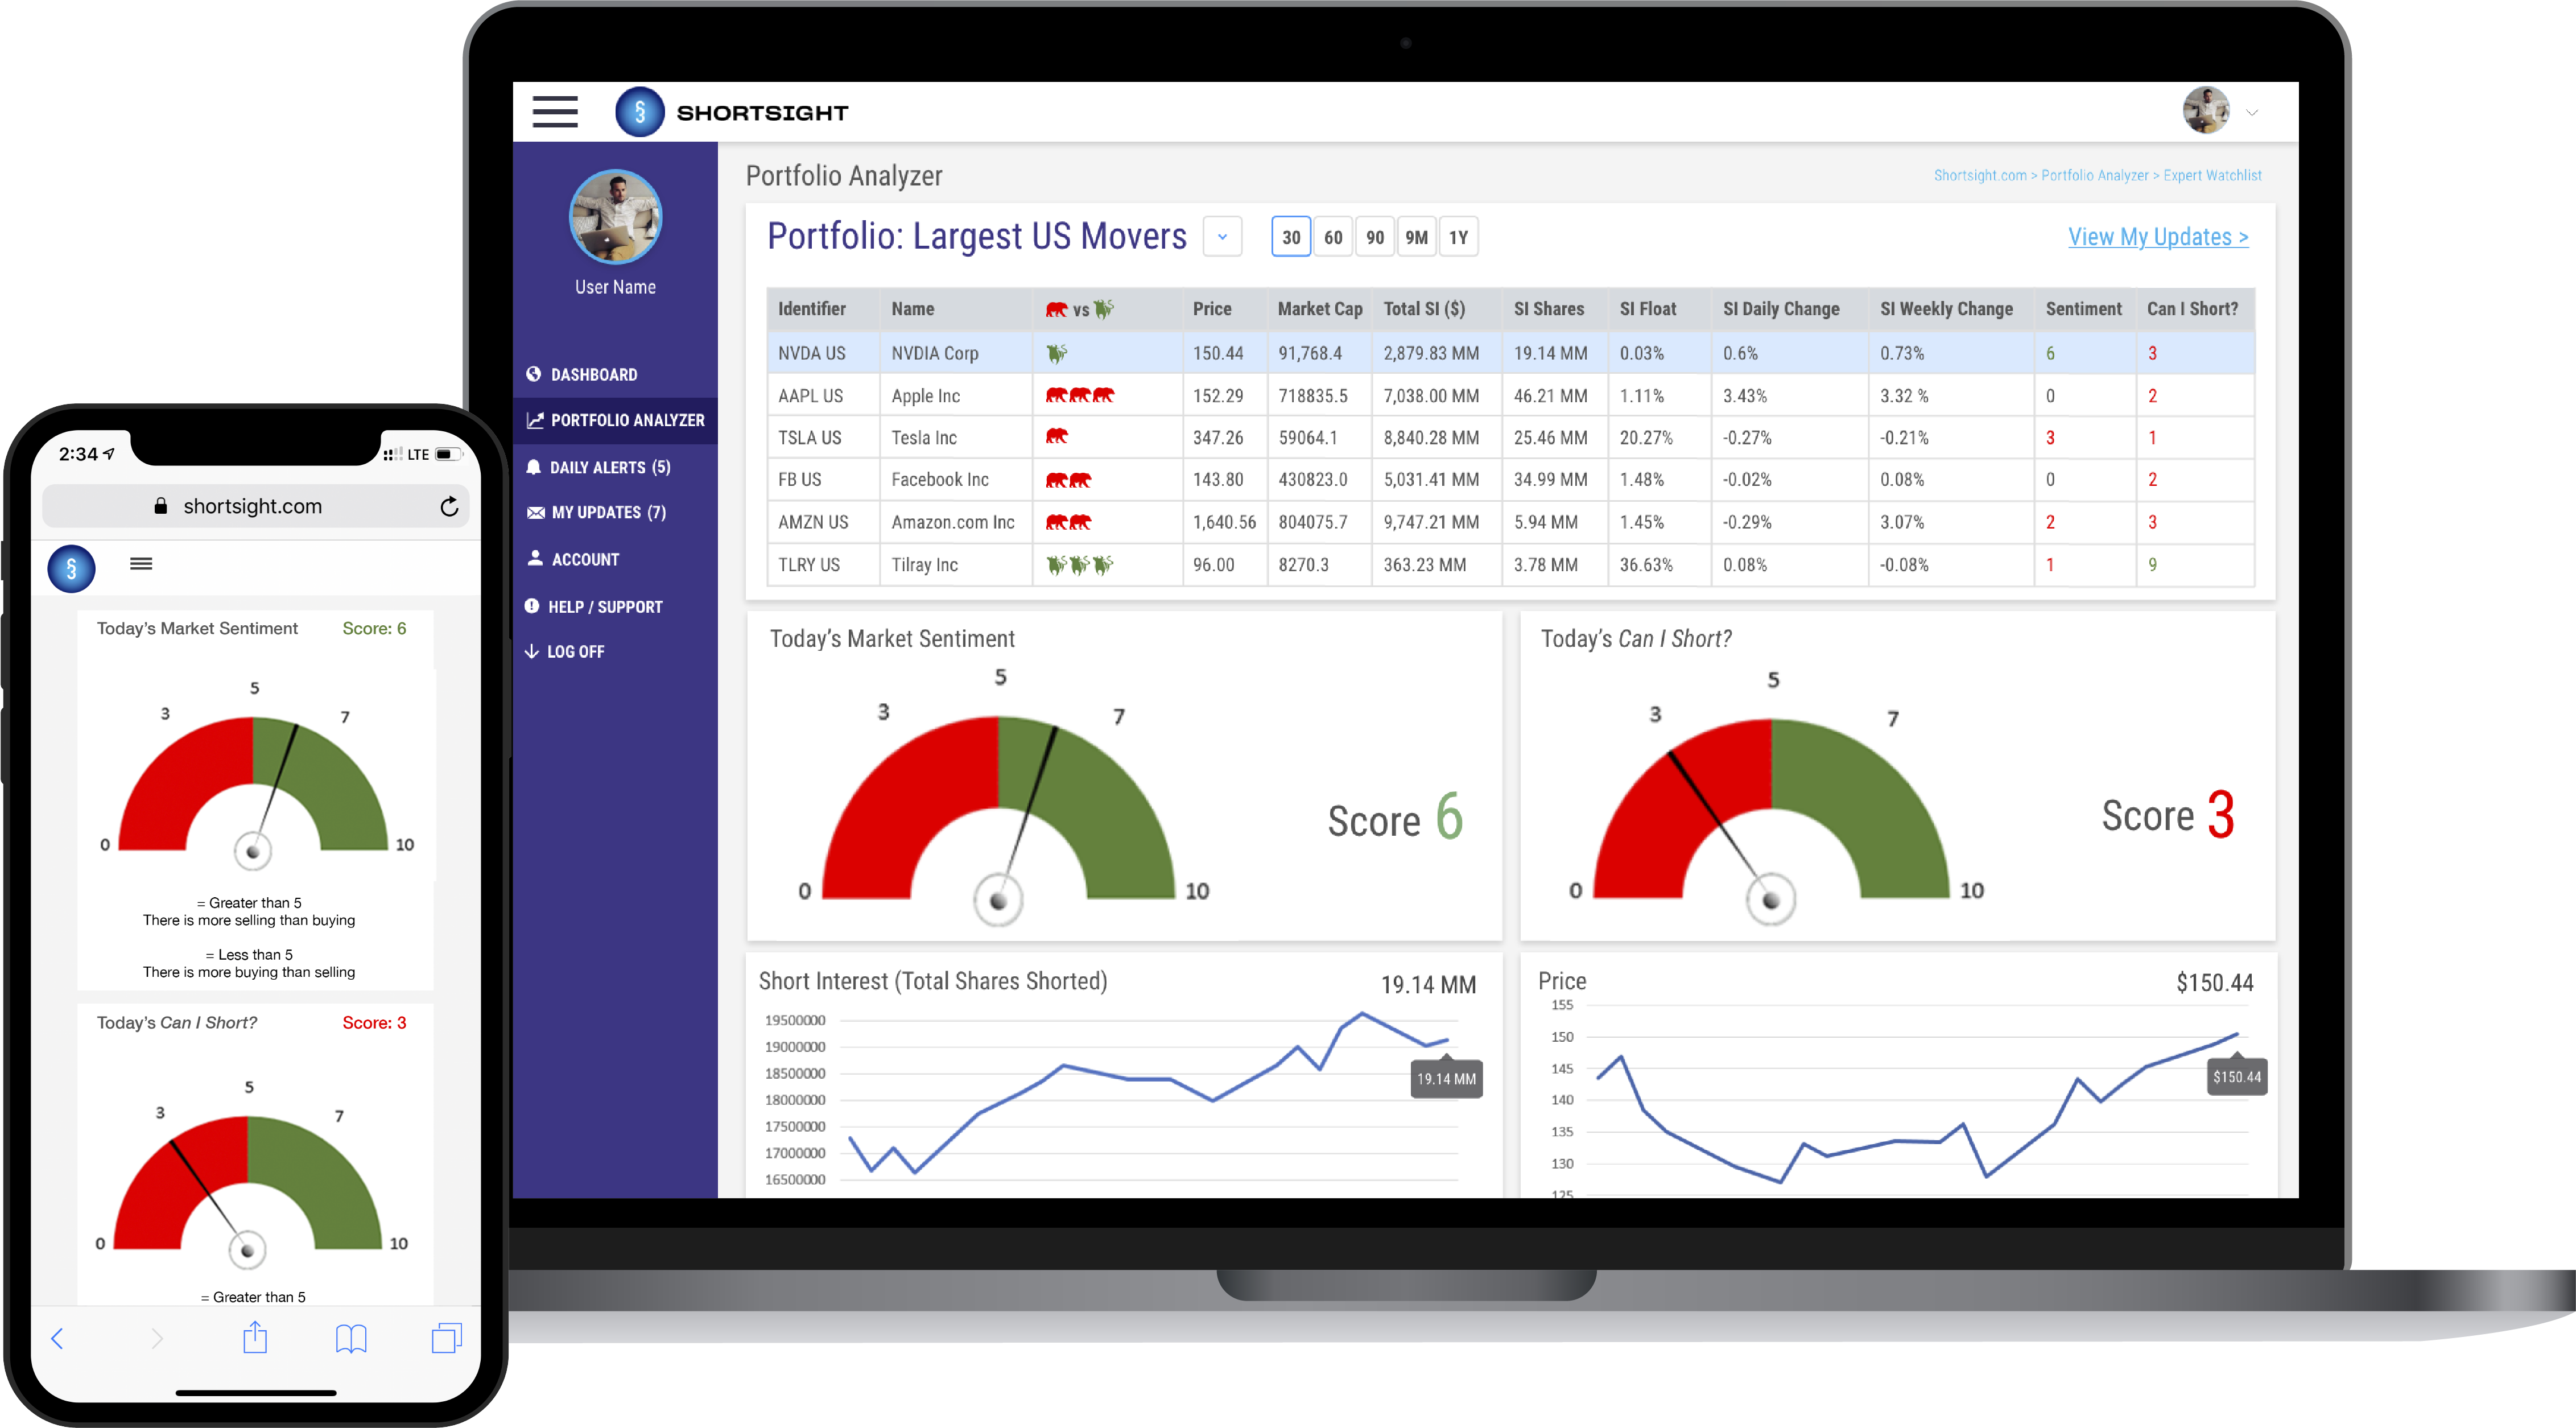 SHORTSIGHT
User Name
DASHBOARD
PORTFOLIO ANALYZER
DAILY ALERTS (5)
MY UPDATES (7)
ACCOUNT
HELP / SUPPORT
LOG OFF
Portfolio Analyzer
Shortsight.com > Portfolio Analyzer > Expert Watchlist
Portfolio: Largest US Movers 30 60 90 9M 1Y View My Updates >
Identifier Name vs Price Market Cap Total SI ($) SI Shares SI Float SI Daily Change SI Weekly Change Sentiment Can I Short?
NVDA US NVDIA Corp 150.44 91,768.4 2,879.83 MM 19.14 MM 0.03% 0.6% 0.73% 6 3
AAPL US Apple Inc 152.29 718835.5 7,038.00 MM 46.21 MM 1.11% 3.43% 3.32 % 0 2
TSLA US Tesla Inc 347.26 59064.1 8,840.28 MM 25.46 MM 20.27% -0.27% -0.21% 3 1
FB US Facebook Inc 143.80 430823.0 5,031.41 MM 34.99 MM 1.48% -0.02% 0.08% 0 2
AMZN US Amazon.com Inc 1,640.56 804075.7 9,747.21 MM 5.94 MM 1.45% -0.29% 3.07% 2 3
TLRY US Tilray Inc 96.00 8270.3 363.23 MM 3.78 MM 36.63% 0.08% -0.08% 1 9
Today’s Market Sentiment
0 3 5 7 10
Score 6
Today’s Can I Short?
0 3 5 7 10
Score 3
Short Interest (Total Shares Shorted) 19.14 MM
19500000
19000000
18500000
18000000
17500000
17000000
16500000
19.14 MM
Price $150.44
155
150
145
140
135
130
125
$150.44
2:34 LTE
shortsight.com
Today’s Market Sentiment Score: 6
0 3 5 7 10
= Greater than 5
There is more selling than buying
= Less than 5
There is more buying than selling
Today’s Can I Short? Score: 3
0 3 5 7 10
= Greater than 5